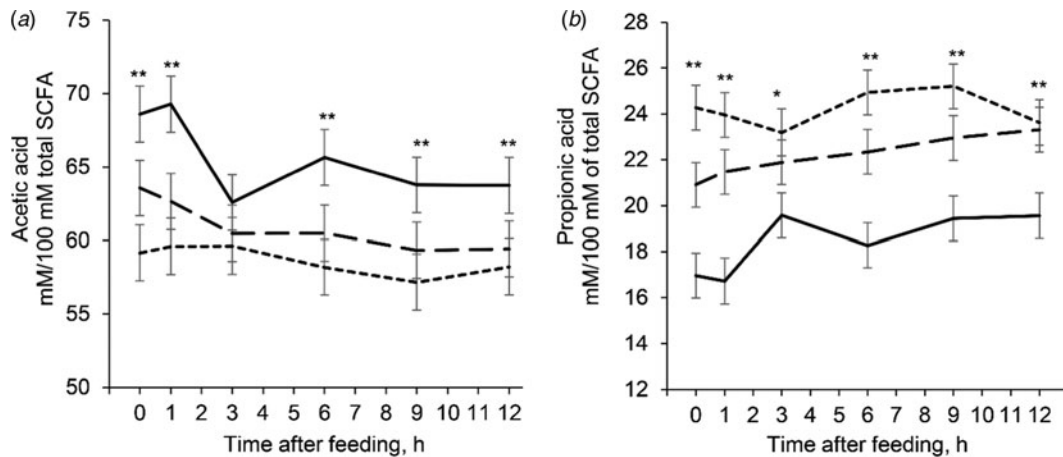 (a)
Acetic acid
mM/100 mM total SCFA
75
70
65
60
55
50
** ** ** ** **
0 1 2 3 4 5 6 7 8 9 10 11 12
Time after feeding, h
(b)
Propionic acid
mM/100 mM of total SCFA
28
26
24
22
20
18
16
14
12
** ** * ** ** **
0 1 2 3 4 5 6 7 8 9 10 11 12
Time after feeding, h